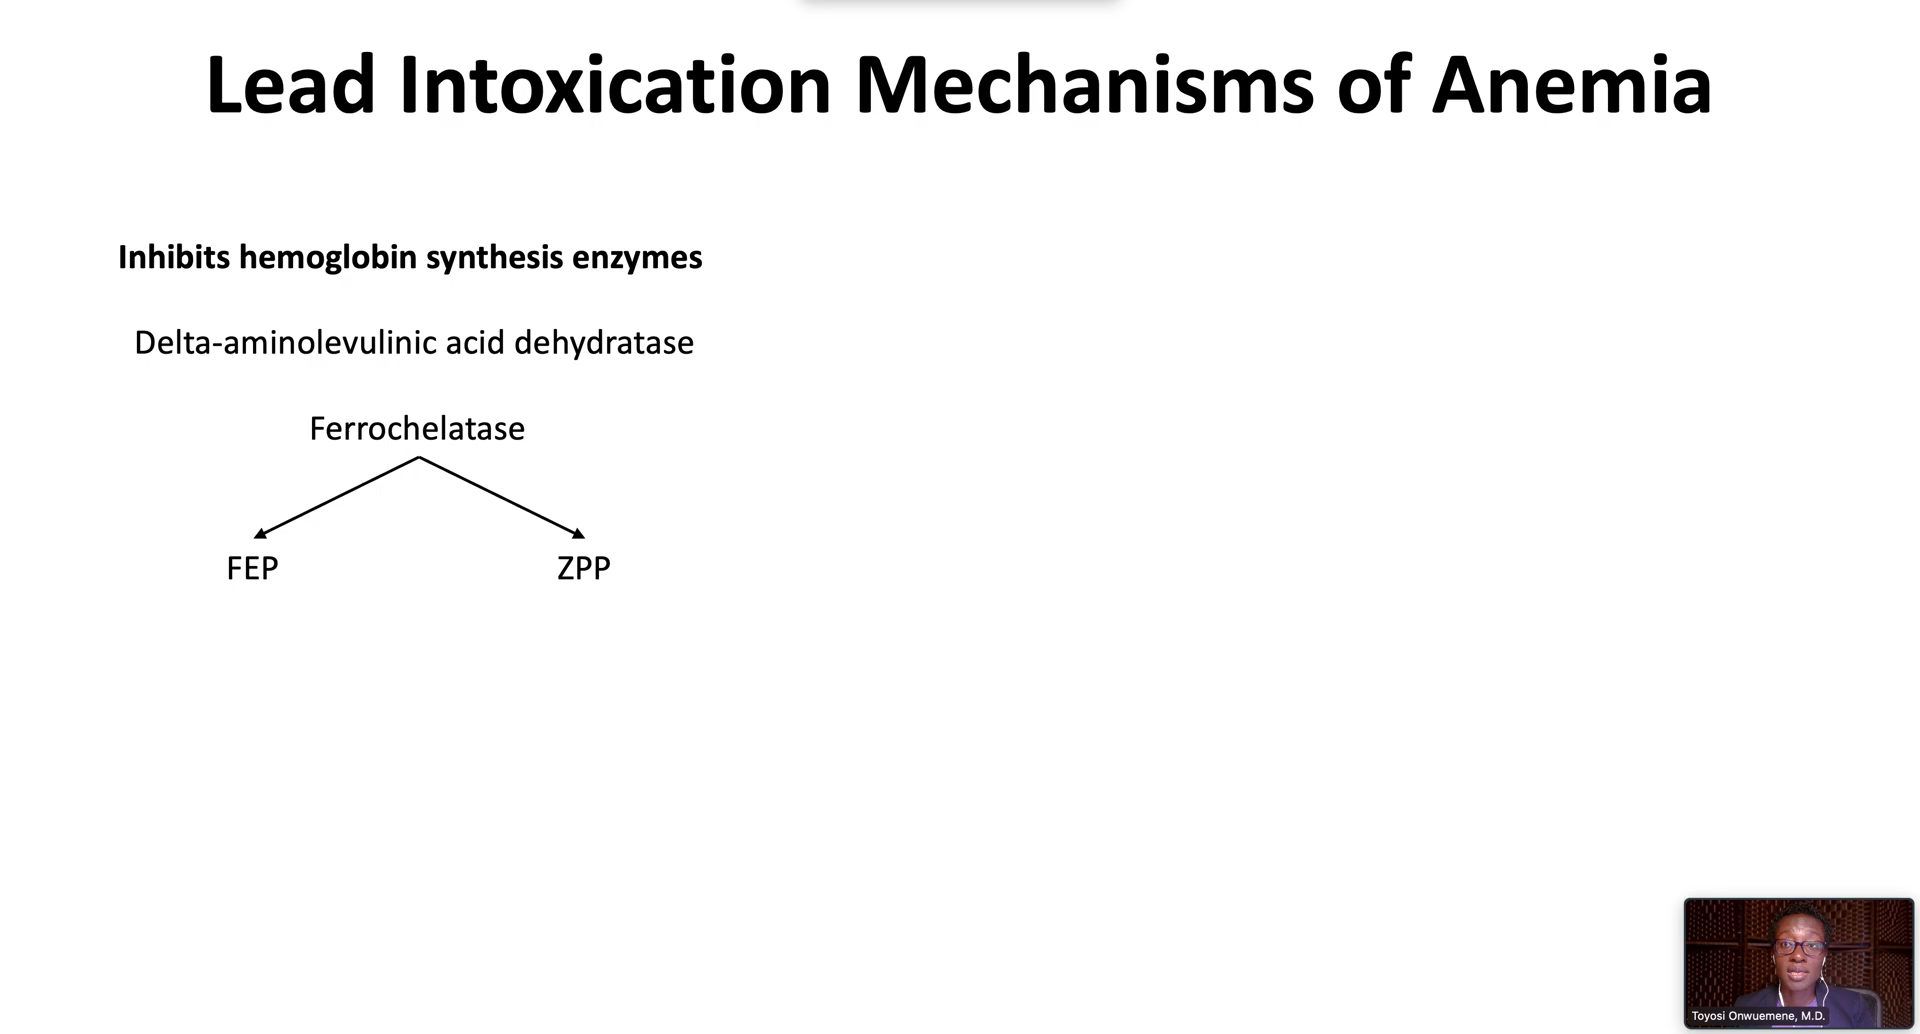 Lead Intoxication Mechanisms of Anemia
Inhibits hemoglobin synthesis enzymes
Delta-aminolevulinic acid dehydratase
Ferrochelatase
FEP ZPP
Toyosi Onwuemene, M.D.